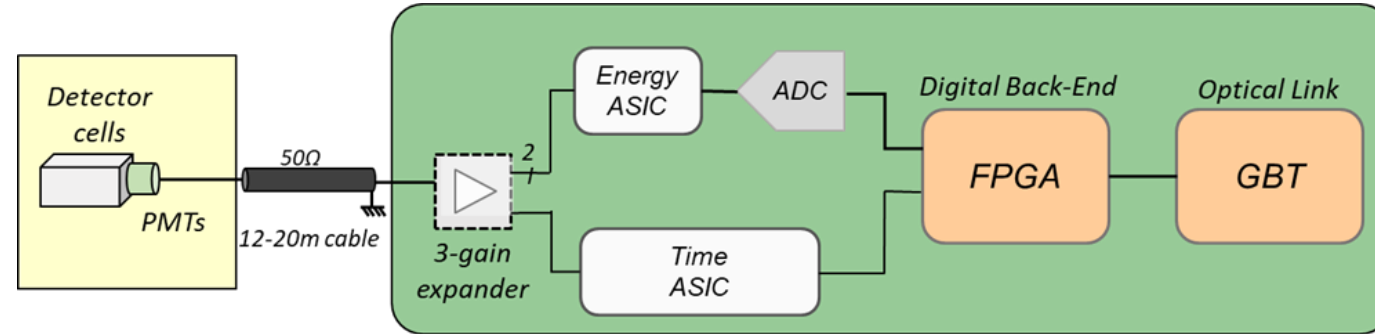 Detector
cells
PMTs
50Ω
12-20m cable
3-gain
expander
2
Energy
ASIC
ADC
Time
ASIC
Digital Back-End
FPGA
Optical Link
GBT